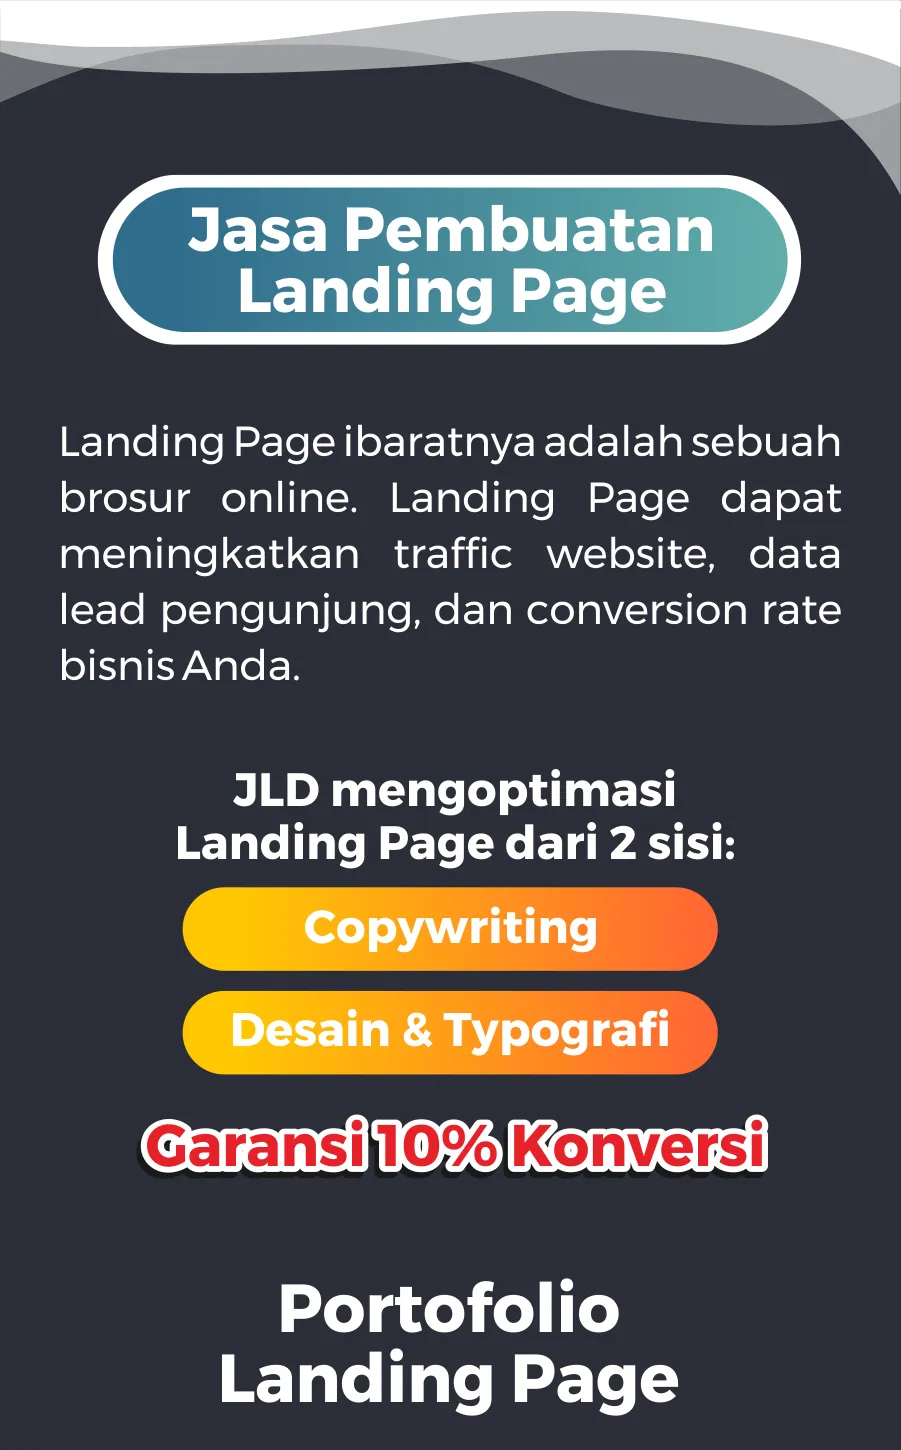 Jasa Pembuatan
Landing Page
Landing Page ibaratnya adalah sebuah
brosur online. Landing Page dapat
meningkatkan traffic website, data
lead pengunjung, dan conversion rate
bisnis Anda.
JLD mengoptimasi
Landing Page dari 2 sisi:
Copywriting
Desain & Typografi
Garansi 10% Konversi
Portofolio
Landing Page